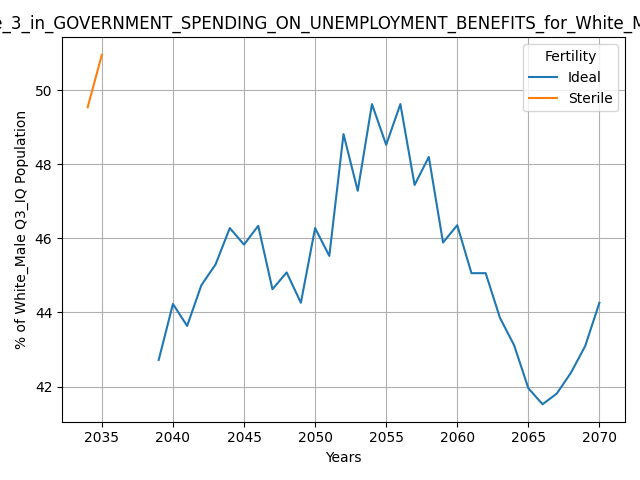 e_3_in_GOVERNMENT_SPENDING_ON_UNEMPLOYMENT_BENEFITS_for_White_M
Fertility
Ideal
Sterile
% of White_Male Q3_IQ Population
50
48
46
44
42
2035 2040 2045 2050 2055 2060 2065 2070
Years